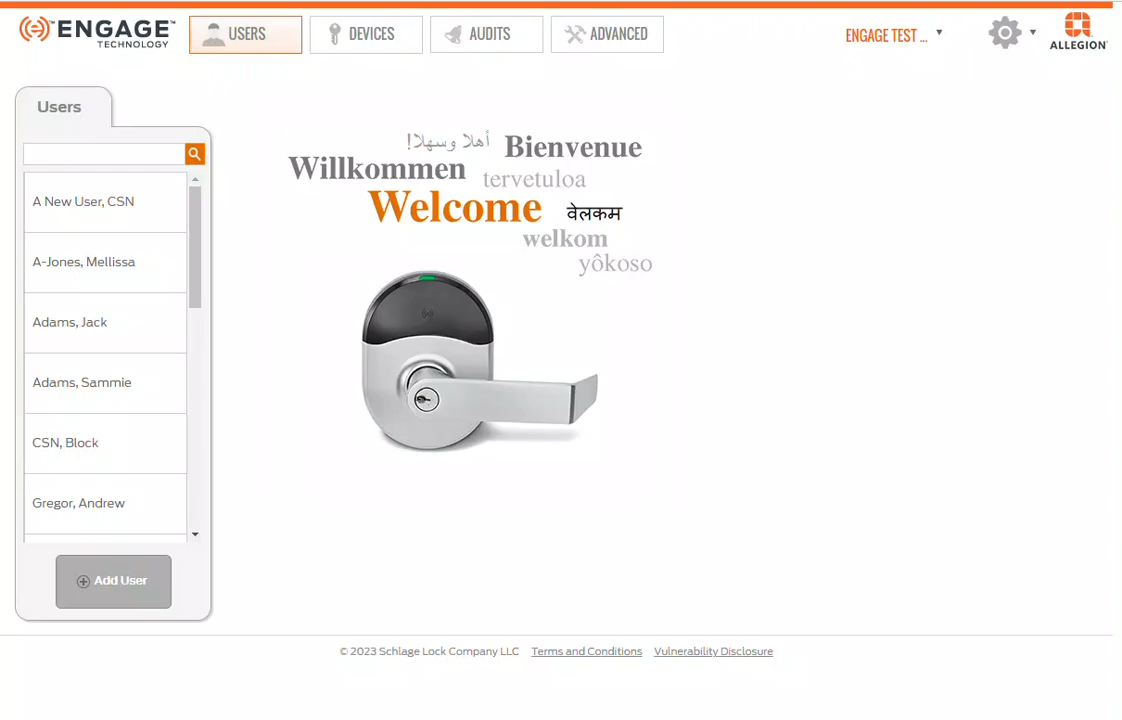 ENGAGE™
TECHNOLOGY
USERS
DEVICES
AUDITS
ADVANCED
ENGAGE TEST ...
ALLEGION
Users
A New User, CSN
A-Jones, Mellissa
Adams, Jack
Adams, Sammie
CSN, Block
Gregor, Andrew
Add User
أهلا وسهلا!
Bienvenue
Willkommen
tervetuloa
Welcome
वेलकम
welkom
yôkoso
© 2023 Schlage Lock Company LLC Terms and Conditions Vulnerability Disclosure